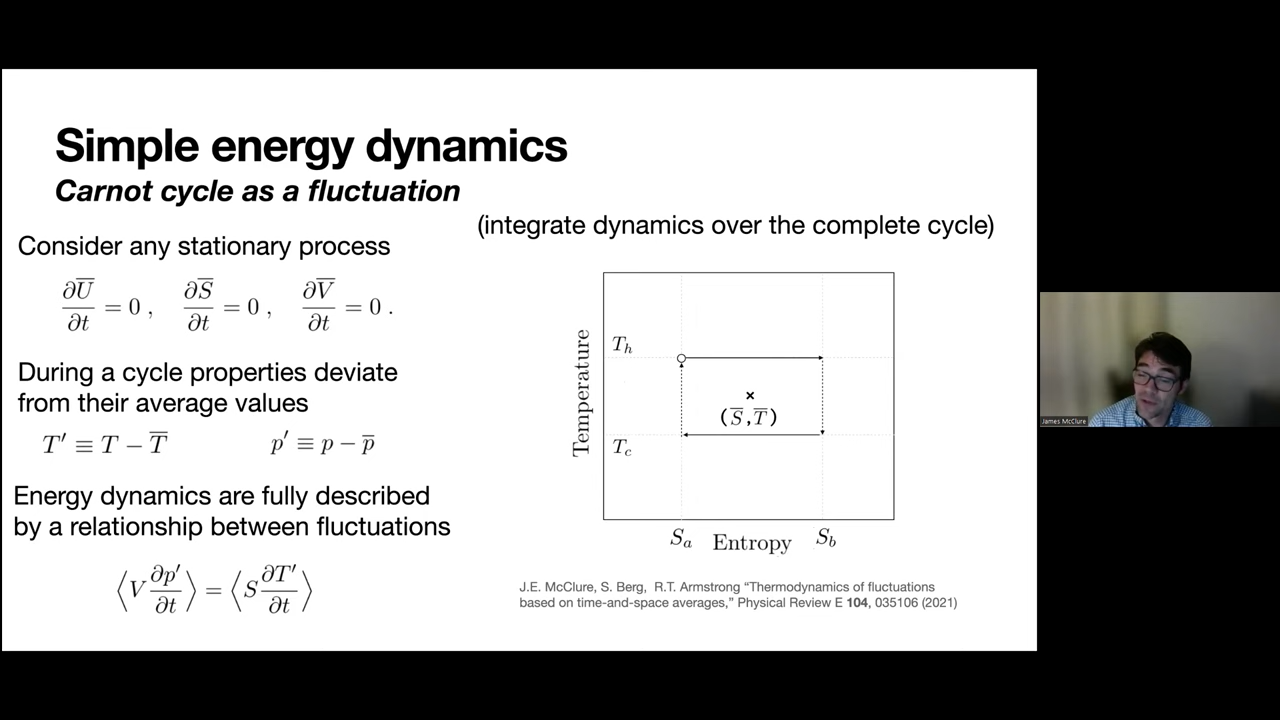 Simple energy dynamics
Carnot cycle as a fluctuation
(integrate dynamics over the complete cycle)
Consider any stationary process
∂U̅/∂t = 0 , ∂S̅/∂t = 0 , ∂V̅/∂t = 0 .
During a cycle properties deviate
from their average values
T′ ≡ T − T̅ p′ ≡ p − p̅
Energy dynamics are fully described
by a relationship between fluctuations
⟨V ∂p′/∂t⟩ = ⟨S ∂T′/∂t⟩
Temperature
T_h
×
(S̅,T̅)
T_c
S_a Entropy S_b
J.E. McClure, S. Berg, R.T. Armstrong “Thermodynamics of fluctuations
based on time-and-space averages,” Physical Review E 104, 035106 (2021)
James McClure